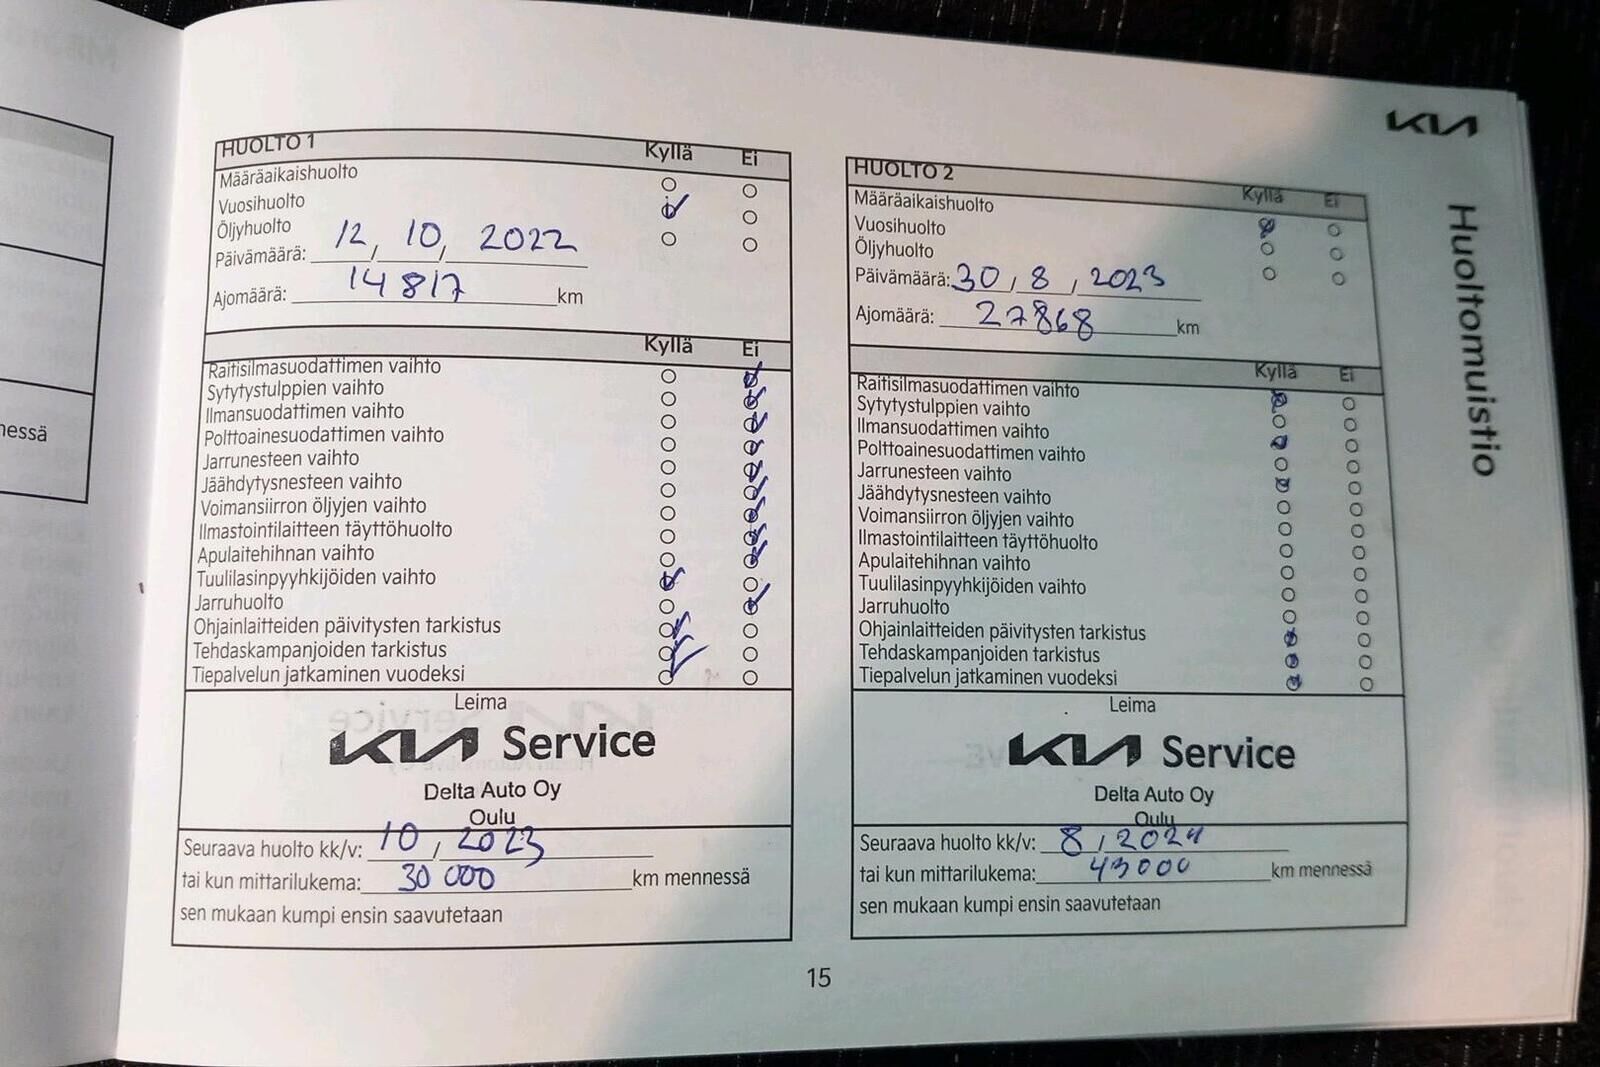 nessä
KIA
Huoltomuistio
HUOLTO 1 Kyllä Ei
Määräaikaishuolto
Vuosihuolto
Öljyhuolto
Päivämäärä: 12, 10, 2022
Ajomäärä: 14817 km
Kyllä Ei
Raitisilmasuodattimen vaihto
Sytytystulppien vaihto
Ilmansuodattimen vaihto
Polttoainesuodattimen vaihto
Jarrunesteen vaihto
Jäähdytysnesteen vaihto
Voimansiirron öljyjen vaihto
Ilmastointilaitteen täyttöhuolto
Apulaitehihnan vaihto
Tuulilasinpyyhkijöiden vaihto
Jarruhuolto
Ohjainlaitteiden päivitysten tarkistus
Tehdaskampanjoiden tarkistus
Tiepalvelun jatkaminen vuodeksi
Leima
KIA Service
Delta Auto Oy
Oulu
Seuraava huolto kk/v: 10, 2023
tai kun mittarilukema: 30 000 km mennessä
sen mukaan kumpi ensin saavutetaan
HUOLTO 2 Kyllä Ei
Määräaikaishuolto
Vuosihuolto
Öljyhuolto
Päivämäärä: 30, 8, 2023
Ajomäärä: 27868 km
Kyllä Ei
Raitisilmasuodattimen vaihto
Sytytystulppien vaihto
Ilmansuodattimen vaihto
Polttoainesuodattimen vaihto
Jarrunesteen vaihto
Jäähdytysnesteen vaihto
Voimansiirron öljyjen vaihto
Ilmastointilaitteen täyttöhuolto
Apulaitehihnan vaihto
Tuulilasinpyyhkijöiden vaihto
Jarruhuolto
Ohjainlaitteiden päivitysten tarkistus
Tehdaskampanjoiden tarkistus
Tiepalvelun jatkaminen vuodeksi
Leima
KIA Service
Delta Auto Oy
Oulu
Seuraava huolto kk/v: 8, 2024
tai kun mittarilukema: 43000 km mennessä
sen mukaan kumpi ensin saavutetaan
15